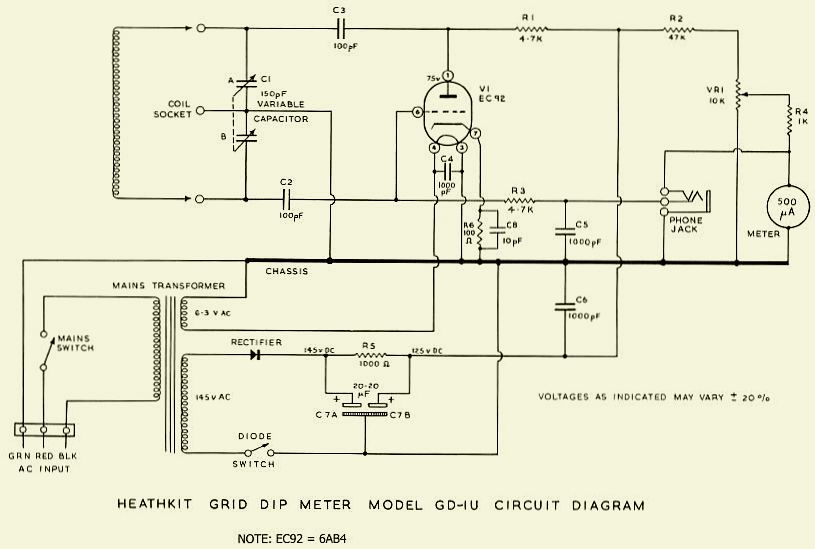 C3
100pF
R1
4·7K
R2
47K
A
C1
150pF
VARIABLE
CAPACITOR
COIL
SOCKET
B
75v
1
V1
EC92
6
7
4
3
VR1
10K
R4
1K
C4
1000
pF
C2
100pF
R3
4·7K
R6
100
Ω
C8
10pF
C5
1000pF
PHONE
JACK
500
μA
METER
CHASSIS
MAINS TRANSFORMER
6·3 V AC
C6
1000pF
MAINS
SWITCH
RECTIFIER
145v DC
R5
1000 Ω
125v DC
145v AC
20-20
μF
+
+
C7A
C7B
VOLTAGES AS INDICATED MAY VARY ± 20%
DIODE
SWITCH
GRN RED BLK
AC INPUT
HEATHKIT GRID DIP METER MODEL GD-1U CIRCUIT DIAGRAM
NOTE: EC92 = 6AB4